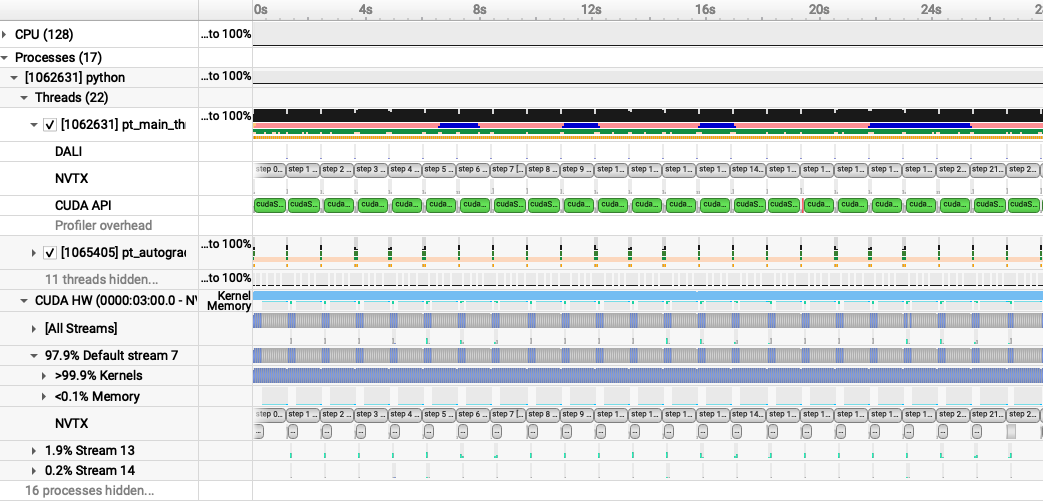 0s 4s 8s 12s 16s 20s 24s 2
CPU (128) ...to 100%
Processes (17)
[1062631] python ...to 100%
Threads (22)
[1062631] pt_main_th ...to 100%
DALI
NVTX step 0... step 1 ... step 2 ... step 3 ... step 4 ... step 5 ... step 6 ... step 7 [... step 8 ... step 9 ... step 1... step 1... step 1... step 1... step 14... step 1... step 1... step 1... step 1... step 1... step 2... step 21... step 2...
CUDA API cudaS... cudaS... cuda... cuda... cuda... cuda... cuda... cudaS... cudaS... cuda... cuda... cuda... cuda... cuda... cudaS... cudaS... cuda... cuda... cuda... cuda... cudaS... cudaS...
Profiler overhead
[1065405] pt_autogra ...to 100%
11 threads hidden... ...to 100%
CUDA HW (0000:03:00.0 - NV Kernel
Memory
[All Streams]
97.9% Default stream 7
>99.9% Kernels
<0.1% Memory
NVTX step 0... step 1 ... step 2 ... step 3 ... step 4 ... step 5 ... step 6 ... step 7 [... step 8 ... step 9 ... step 1... step 1... step 1... step 1... step 14... step 1... step 1... step 1... step 1... step 1... step 2... step 21... step 2...
1.9% Stream 13
0.2% Stream 14
16 processes hidden...